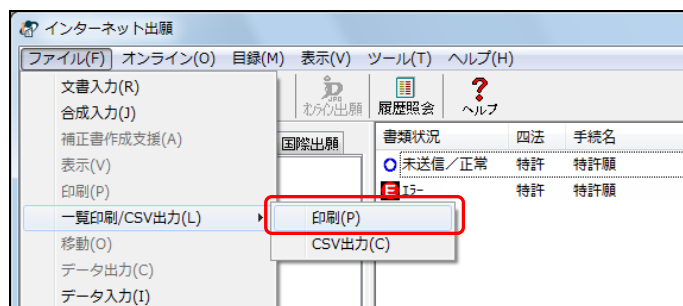 インターネット出願
ファイル(F) オンライン(O) 目録(M) 表示(V) ツール(T) ヘルプ(H)
文書入力(R)
合成入力(J)
補正書作成支援(A)
表示(V)
印刷(P)
一覧印刷/CSV出力(L)
移動(O)
データ出力(C)
データ入力(I)
印刷(P)
CSV出力(C)
JPO
オンライン出願 履歴照会 ヘルプ
国際出願
書類状況 四法 手続名
未送信/正常 特許 特許願
E エラー 特許 特許願